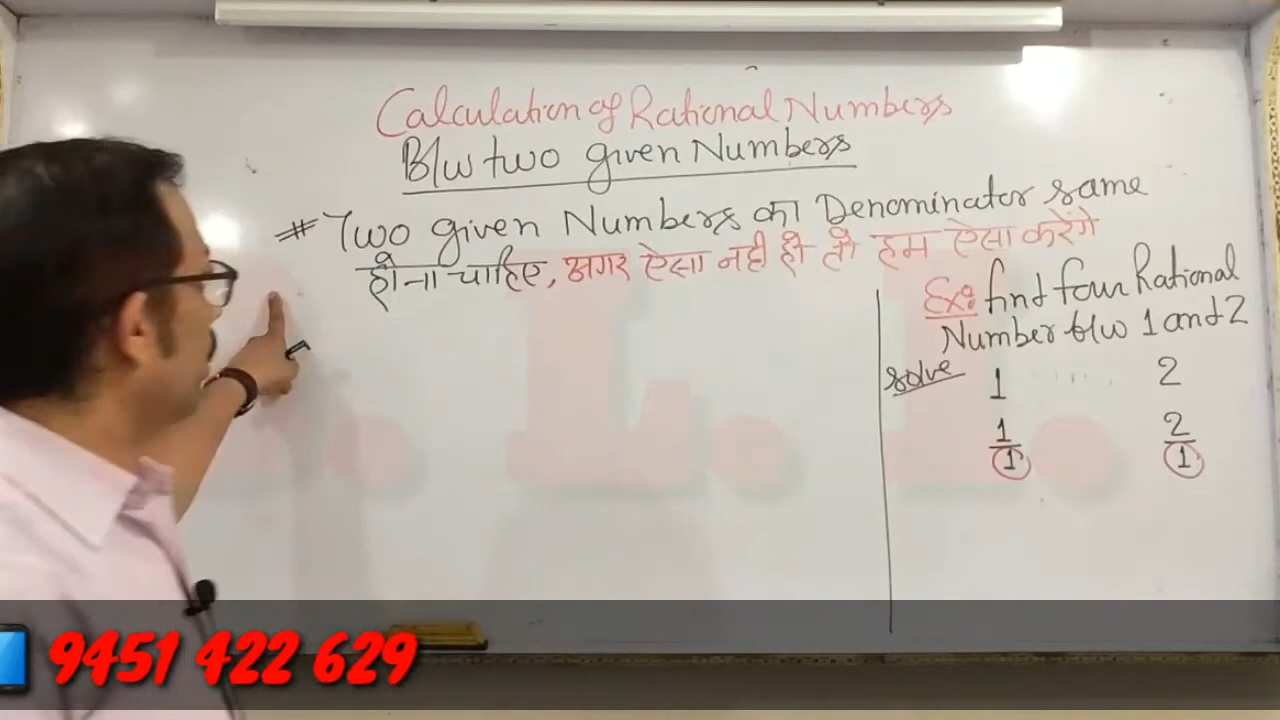 Calculation of Rational Numbers
B/w two given Numbers
# Two given Numbers का Denominator same
होना चाहिए, अगर ऐसा नही हो तो हम ऐसा करेंगे
Ex: find four Rational
Number b/w 1 and 2
solve 1 ...... 2
1/1 2/1
I. L. I.
9451 422 629